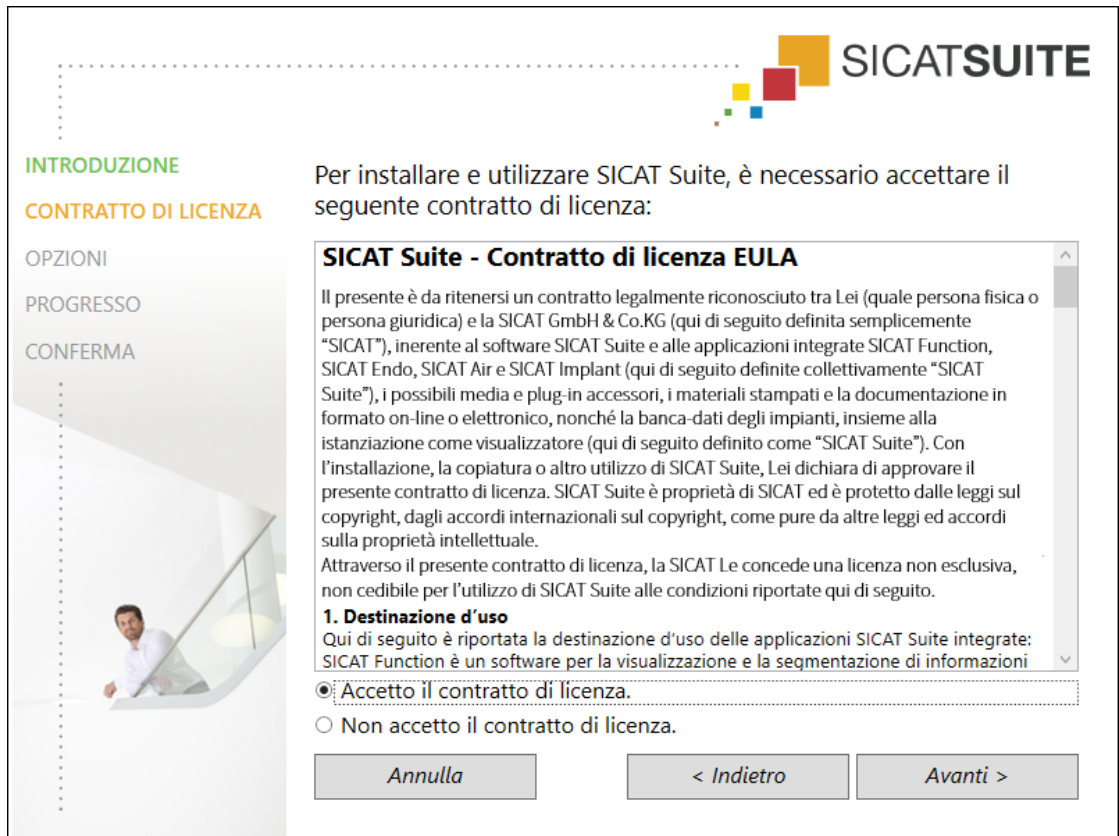 SICATSUITE
INTRODUZIONE
CONTRATTO DI LICENZA
OPZIONI
PROGRESSO
CONFERMA
Per installare e utilizzare SICAT Suite, è necessario accettare il
seguente contratto di licenza:
SICAT Suite - Contratto di licenza EULA
Il presente è da ritenersi un contratto legalmente riconosciuto tra Lei (quale persona fisica o
persona giuridica) e la SICAT GmbH & Co.KG (qui di seguito definita semplicemente
“SICAT”), inerente al software SICAT Suite e alle applicazioni integrate SICAT Function,
SICAT Endo, SICAT Air e SICAT Implant (qui di seguito definite collettivamente “SICAT
Suite”), i possibili media e plug-in accessori, i materiali stampati e la documentazione in
formato on-line o elettronico, nonché la banca-dati degli impianti, insieme alla
istanziazione come visualizzatore (qui di seguito definito come “SICAT Suite”). Con
l’installazione, la copiatura o altro utilizzo di SICAT Suite, Lei dichiara di approvare il
presente contratto di licenza. SICAT Suite è proprietà di SICAT ed è protetto dalle leggi sul
copyright, dagli accordi internazionali sul copyright, come pure da altre leggi ed accordi
sulla proprietà intellettuale.
Attraverso il presente contratto di licenza, la SICAT Le concede una licenza non esclusiva,
non cedibile per l’utilizzo di SICAT Suite alle condizioni riportate qui di seguito.
1. Destinazione d’uso
Qui di seguito è riportata la destinazione d’uso delle applicazioni SICAT Suite integrate:
SICAT Function è un software per la visualizzazione e la segmentazione di informazioni
Accetto il contratto di licenza.
Non accetto il contratto di licenza.
Annulla
< Indietro
Avanti >